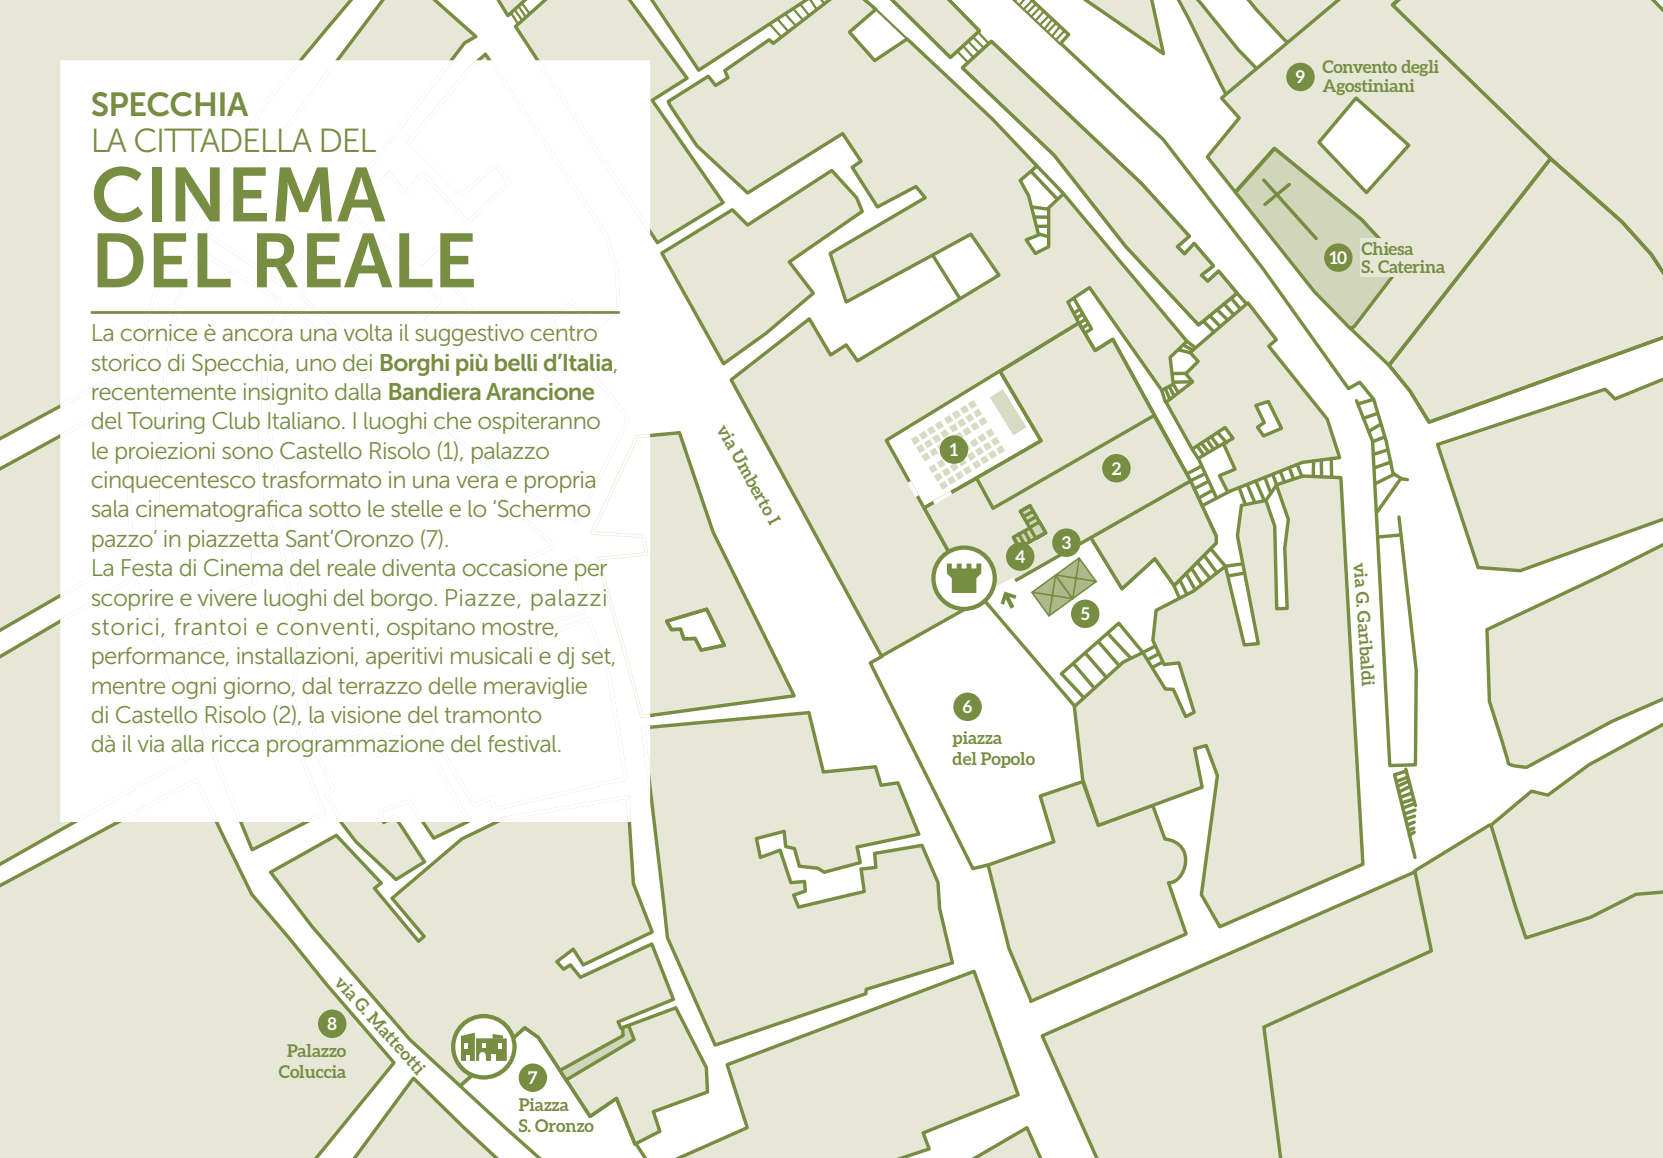 SPECCHIA
LA CITTADELLA DEL
CINEMA
DEL REALE
La cornice è ancora una volta il suggestivo centro
storico di Specchia, uno dei Borghi più belli d'Italia,
recentemente insignito dalla Bandiera Arancione
del Touring Club Italiano. I luoghi che ospiteranno
le proiezioni sono Castello Risolo (1), palazzo
cinquecentesco trasformato in una vera e propria
sala cinematografica sotto le stelle e lo 'Schermo
pazzo' in piazzetta Sant'Oronzo (7).
La Festa di Cinema del reale diventa occasione per
scoprire e vivere luoghi del borgo. Piazze, palazzi
storici, frantoi e conventi, ospitano mostre,
performance, installazioni, aperitivi musicali e dj set,
mentre ogni giorno, dal terrazzo delle meraviglie
di Castello Risolo (2), la visione del tramonto
dà il via alla ricca programmazione del festival.
9
Convento degli
Agostiniani
10
Chiesa
S. Caterina
via Umberto I
1
2
3
4
5
via G. Garibaldi
6
piazza
del Popolo
via G. Matteotti
8
Palazzo
Coluccia
7
Piazza
S. Oronzo